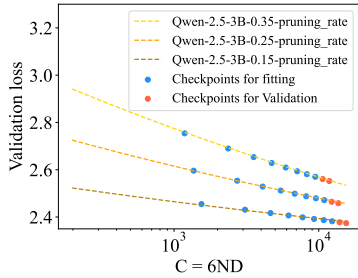 Qwen-2.5-3B-0.35-pruning_rate
Qwen-2.5-3B-0.25-pruning_rate
Qwen-2.5-3B-0.15-pruning_rate
Checkpoints for fitting
Checkpoints for Validation
Validation loss
3.2
3.0
2.8
2.6
2.4
10³
10⁴
C = 6ND